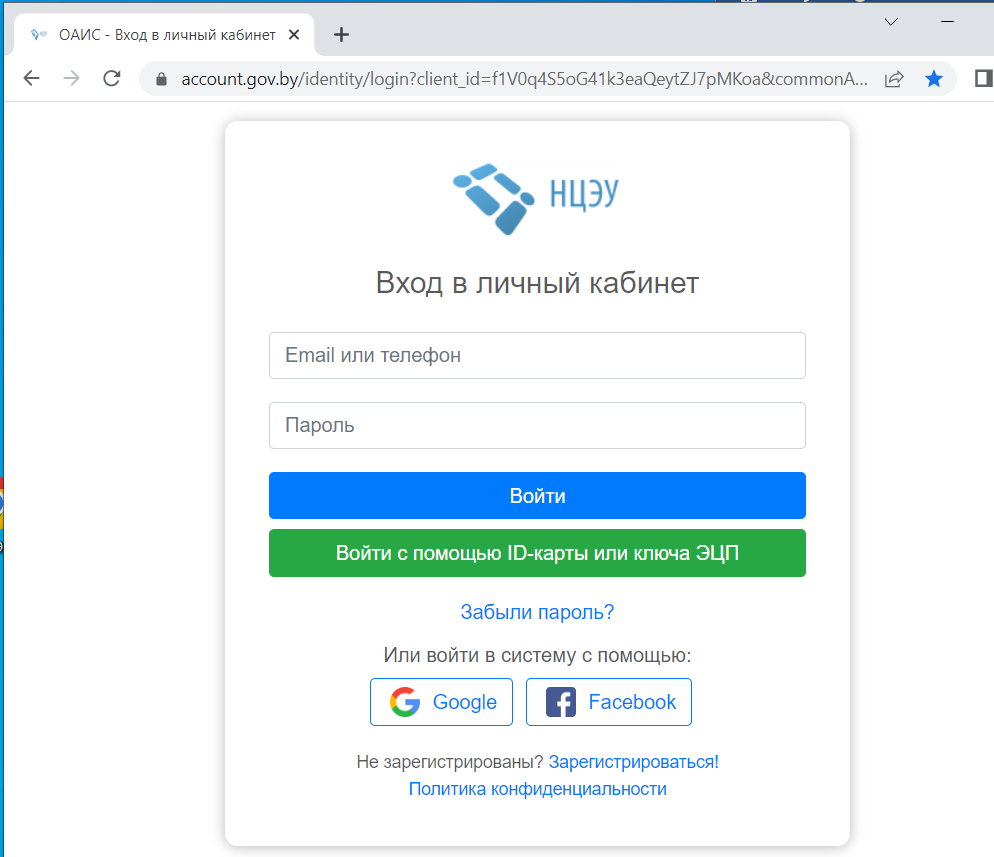 ОАИС - Вход в личный кабинет
account.gov.by/identity/login?client_id=f1V0q4S5oG41k3eaQeytZJ7pMKoa&commonA...
НЦЭУ
Вход в личный кабинет
Email или телефон
Пароль
Войти
Войти с помощью ID-карты или ключа ЭЦП
Забыли пароль?
Или войти в систему с помощью:
Google Facebook
Не зарегистрированы? Зарегистрироваться!
Политика конфиденциальности